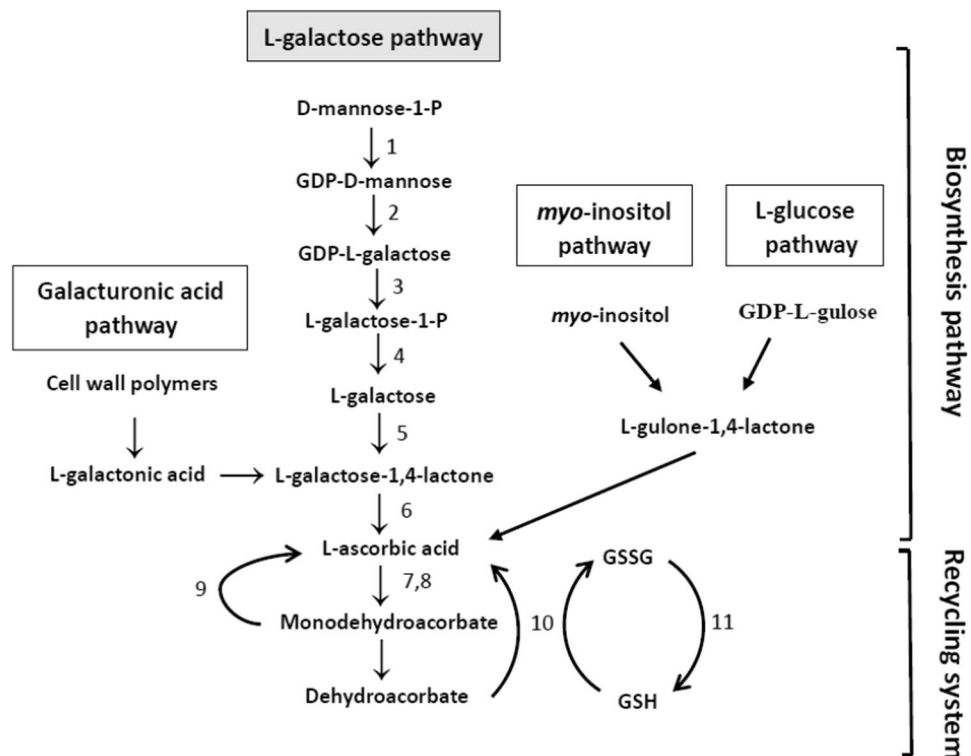 L-galactose pathway
D-mannose-1-P
1
GDP-D-mannose
2
GDP-L-galactose
3
L-galactose-1-P
4
L-galactose
5
L-galactose-1,4-lactone
6
L-ascorbic acid
7,8
Monodehydroacorbate
Dehydroacorbate
9
10
Galacturonic acid
pathway
Cell wall polymers
L-galactonic acid
myo-inositol
pathway
myo-inositol
L-glucose
pathway
GDP-L-gulose
L-gulone-1,4-lactone
GSSG
11
GSH
Biosynthesis pathway
Recycling system